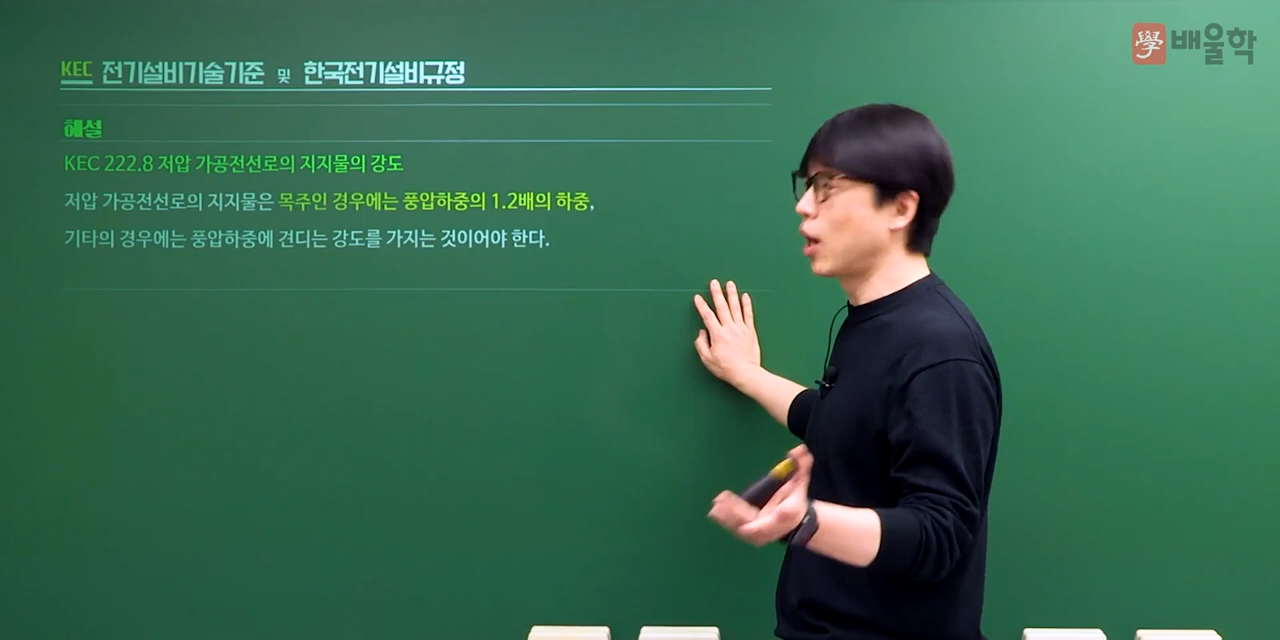 學 배울학
KEC 전기설비기술기준 및 한국전기설비규정
해설
KEC 222.8 저압 가공전선로의 지지물의 강도
저압 가공전선로의 지지물은 목주인 경우에는 풍압하중의 1.2배의 하중,
기타의 경우에는 풍압하중에 견디는 강도를 가지는 것이어야 한다.